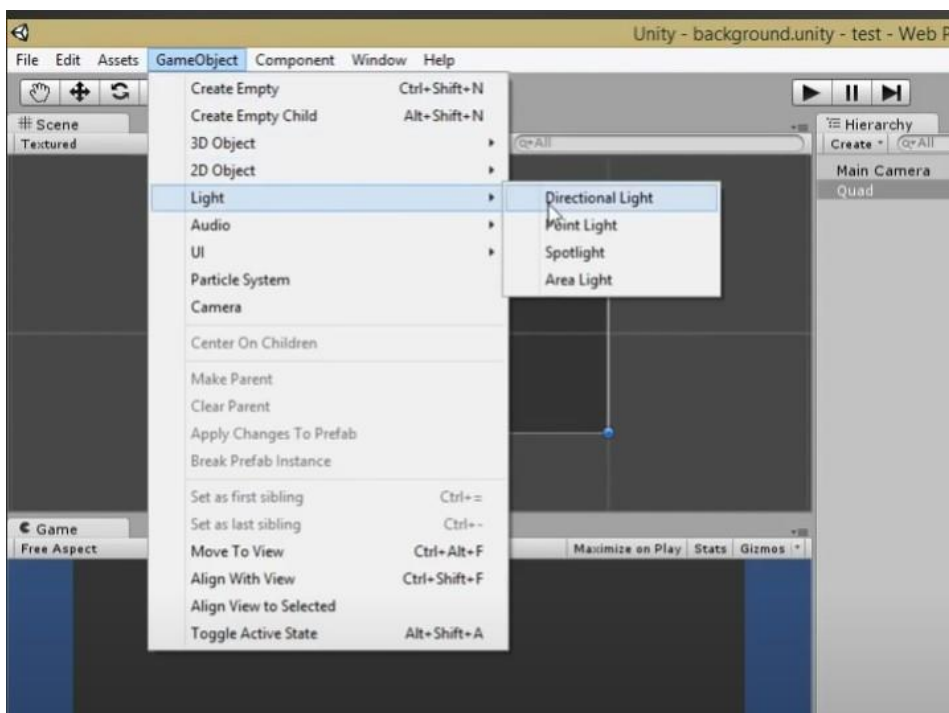 Unity - background.unity - test - Web P
File Edit Assets GameObject Component Window Help
Create Empty Ctrl+Shift+N
Create Empty Child Alt+Shift+N
3D Object
2D Object
Light
Audio
UI
Particle System
Camera
Center On Children
Make Parent
Clear Parent
Apply Changes To Prefab
Break Prefab Instance
Set as first sibling Ctrl+=
Set as last sibling Ctrl+-
Move To View Ctrl+Alt+F
Align With View Ctrl+Shift+F
Align View to Selected
Toggle Active State Alt+Shift+A
Directional Light
Point Light
Spotlight
Area Light
Scene
Textured
All
Hierarchy
Create All
Main Camera
Quad
Game
Free Aspect Maximize on Play Stats Gizmos